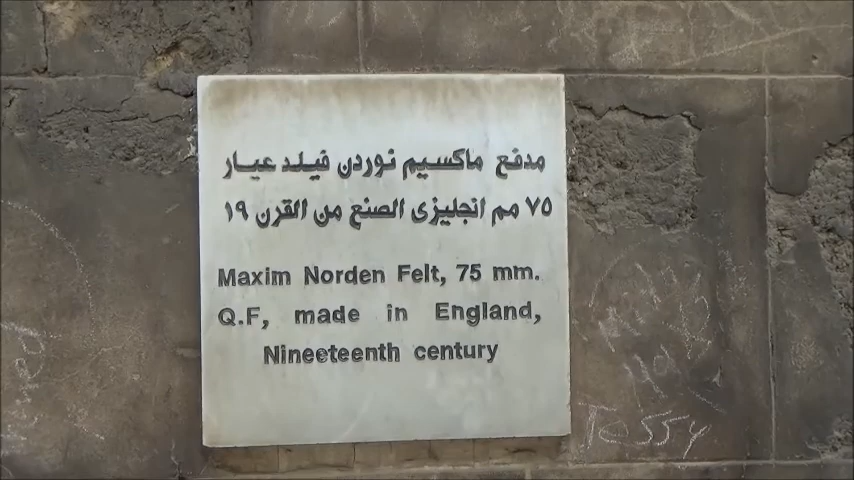 مدفع ماكسيم نوردن فيلد عيار
٧٥ مم انجليزى الصنع من القرن ١٩
Maxim Norden Felt, 75 mm.
Q.F, made in England,
Nineeteenth century
Tessy